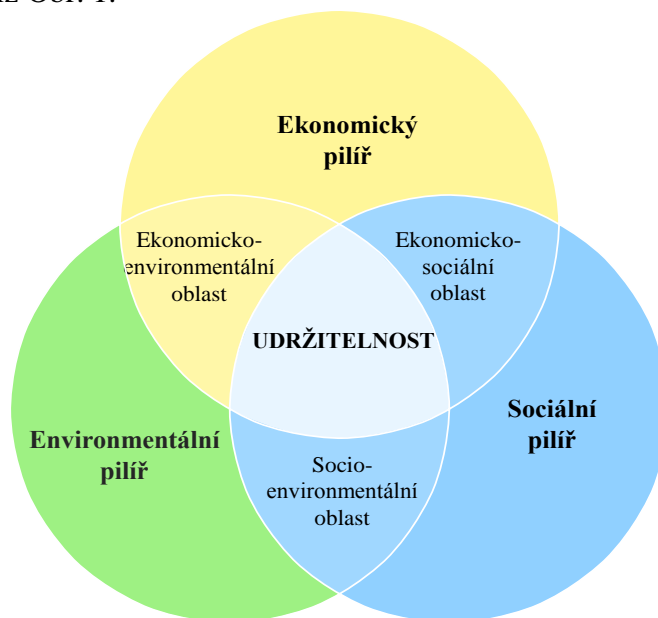 Ekonomický
pilíř
Ekonomicko-
environmentální
oblast
Ekonomicko-
sociální
oblast
UDRŽITELNOST
Environmentální
pilíř
Sociální
pilíř
Socio-
environmentální
oblast